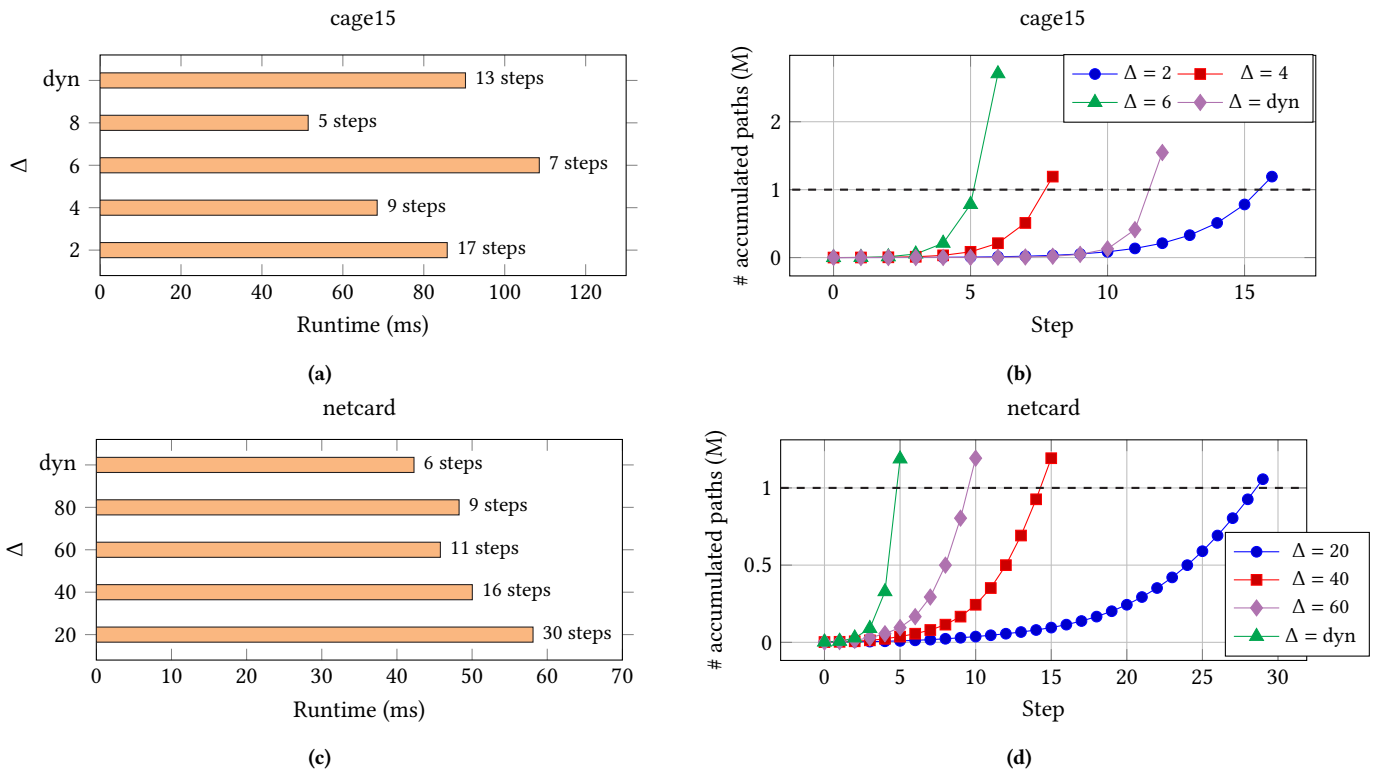 cage15
dyn
8
6
4
2
Δ
13 steps
5 steps
7 steps
9 steps
17 steps
0 20 40 60 80 100 120
Runtime (ms)
(a)
cage15
# accumulated paths (M)
2
1
0
Δ = 2 Δ = 4
Δ = 6 Δ = dyn
0 5 10 15
Step
(b)
netcard
dyn
80
60
40
20
Δ
6 steps
9 steps
11 steps
16 steps
30 steps
0 10 20 30 40 50 60 70
Runtime (ms)
(c)
netcard
# accumulated paths (M)
1
0.5
0
Δ = 20
Δ = 40
Δ = 60
Δ = dyn
0 5 10 15 20 25 30
Step
(d)